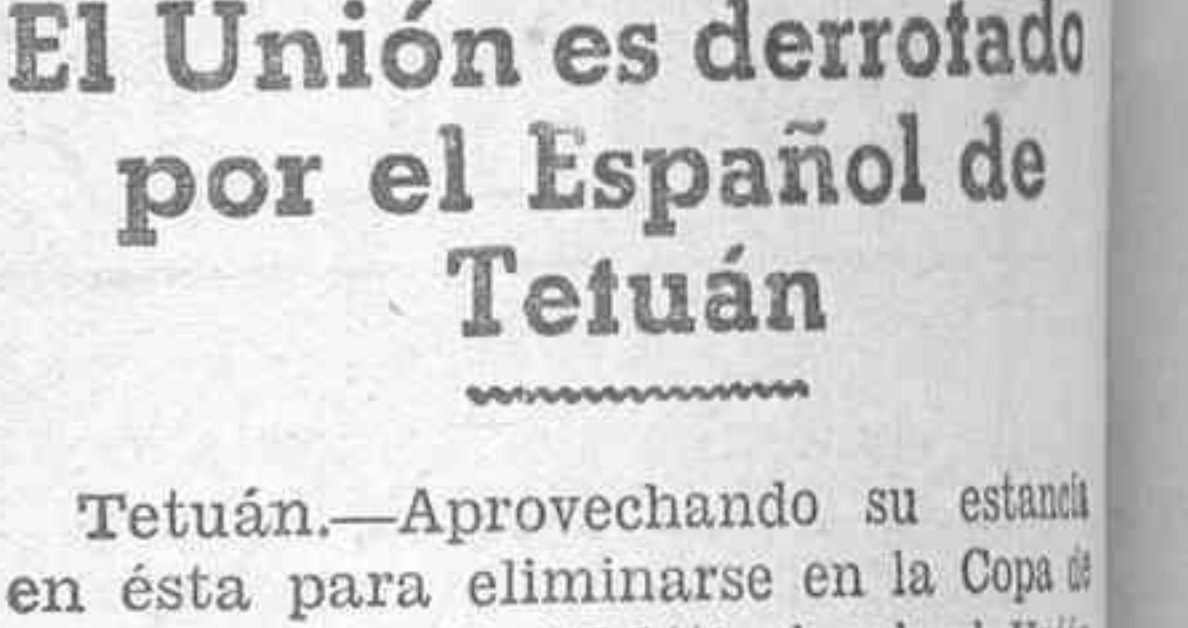 El Unión es derrotado
por el Español de
Tetuán
Tetuán.—Aprovechando su estancia
en ésta para eliminarse en la Copa de